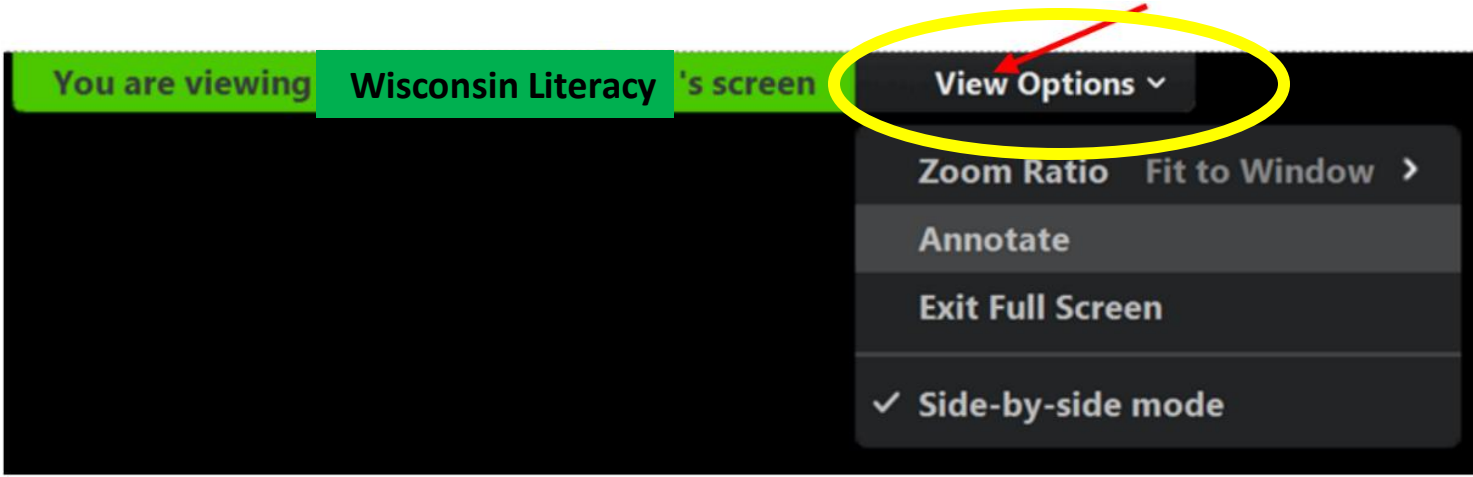 You are viewing Wisconsin Literacy 's screen View Options
Zoom Ratio Fit to Window
Annotate
Exit Full Screen
Side-by-side mode